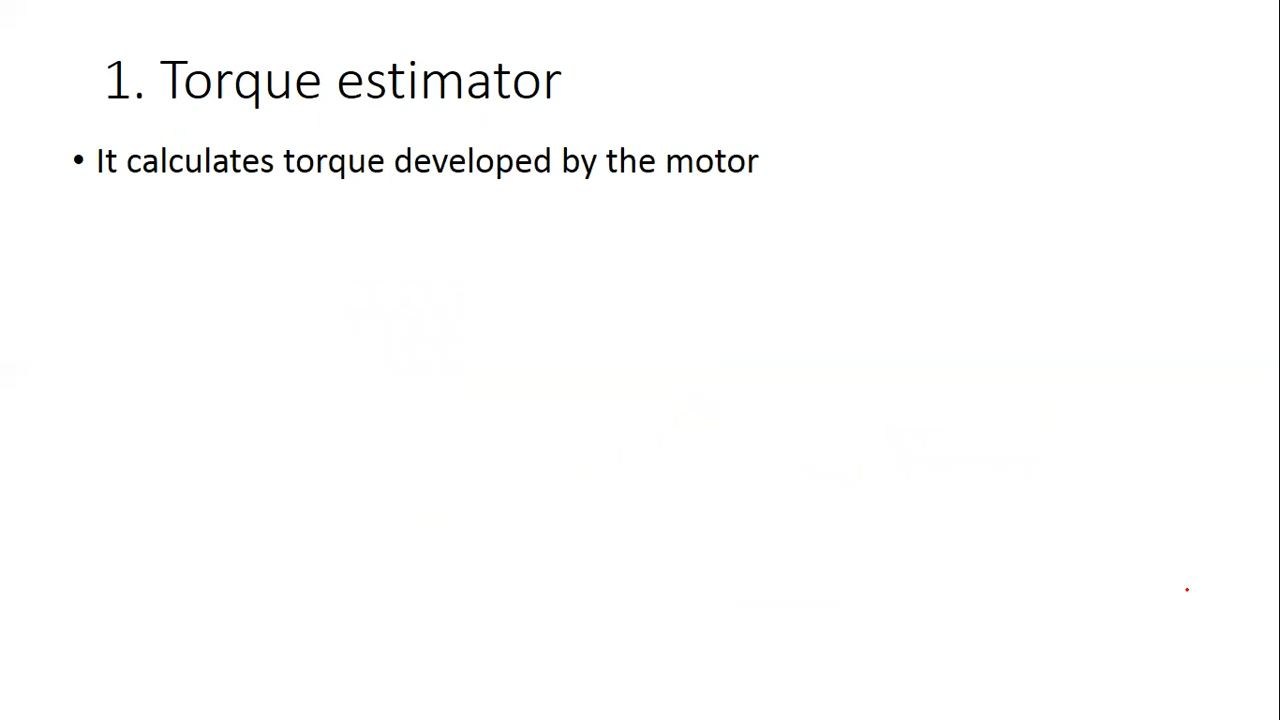 1. Torque estimator
• It calculates torque developed by the motor